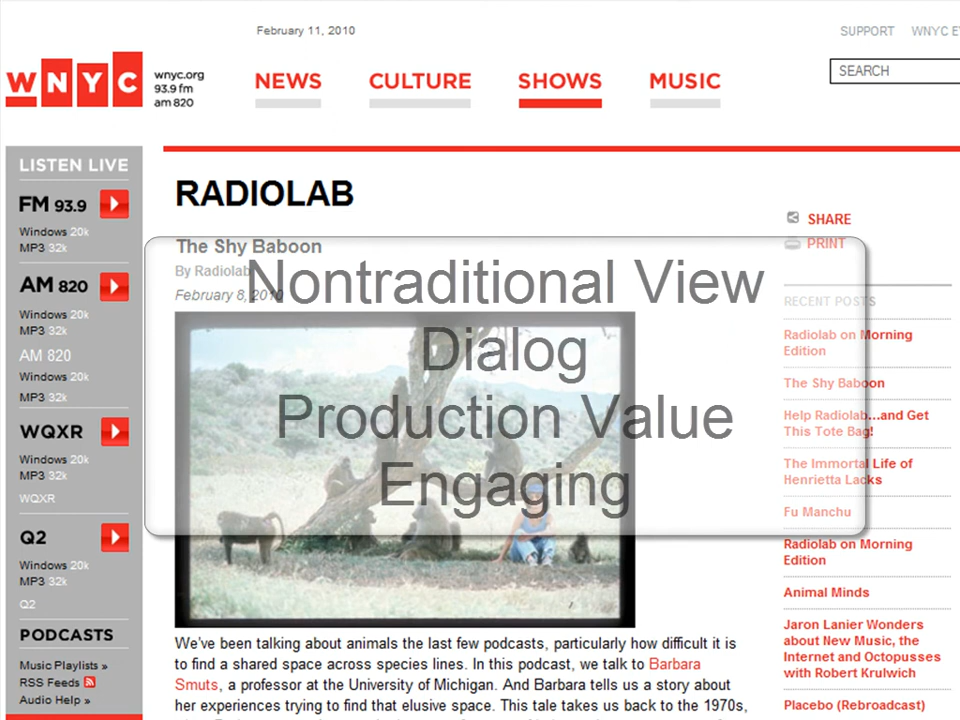 February 11, 2010
SUPPORT WNYC E
WNYC
wnyc.org
93.9 fm
am 820
NEWS CULTURE SHOWS MUSIC
SEARCH
LISTEN LIVE
FM 93.9
Windows 20k
MP3 32k
AM 820
Windows 20k
MP3 32k
AM 820
Windows 20k
MP3 32k
WQXR
Windows 20k
MP3 32k
WQXR
Q2
Windows 20k
MP3 32k
Q2
PODCASTS
Music Playlists »
RSS Feeds
Audio Help »
RADIOLAB
The Shy Baboon
By Radiolab
February 8, 2010
Nontraditional View
Dialog
Production Value
Engaging
We've been talking about animals the last few podcasts, particularly how difficult it is
to find a shared space across species lines. In this podcast, we talk to Barbara
Smuts, a professor at the University of Michigan. And Barbara tells us a story about
her experiences trying to find that elusive space. This tale takes us back to the 1970s,
SHARE
PRINT
RECENT POSTS
Radiolab on Morning
Edition
The Shy Baboon
Help Radiolab...and Get
This Tote Bag!
The Immortal Life of
Henrietta Lacks
Fu Manchu
Radiolab on Morning
Edition
Animal Minds
Jaron Lanier Wonders
about New Music, the
Internet and Octopusses
with Robert Krulwich
Placebo (Rebroadcast)